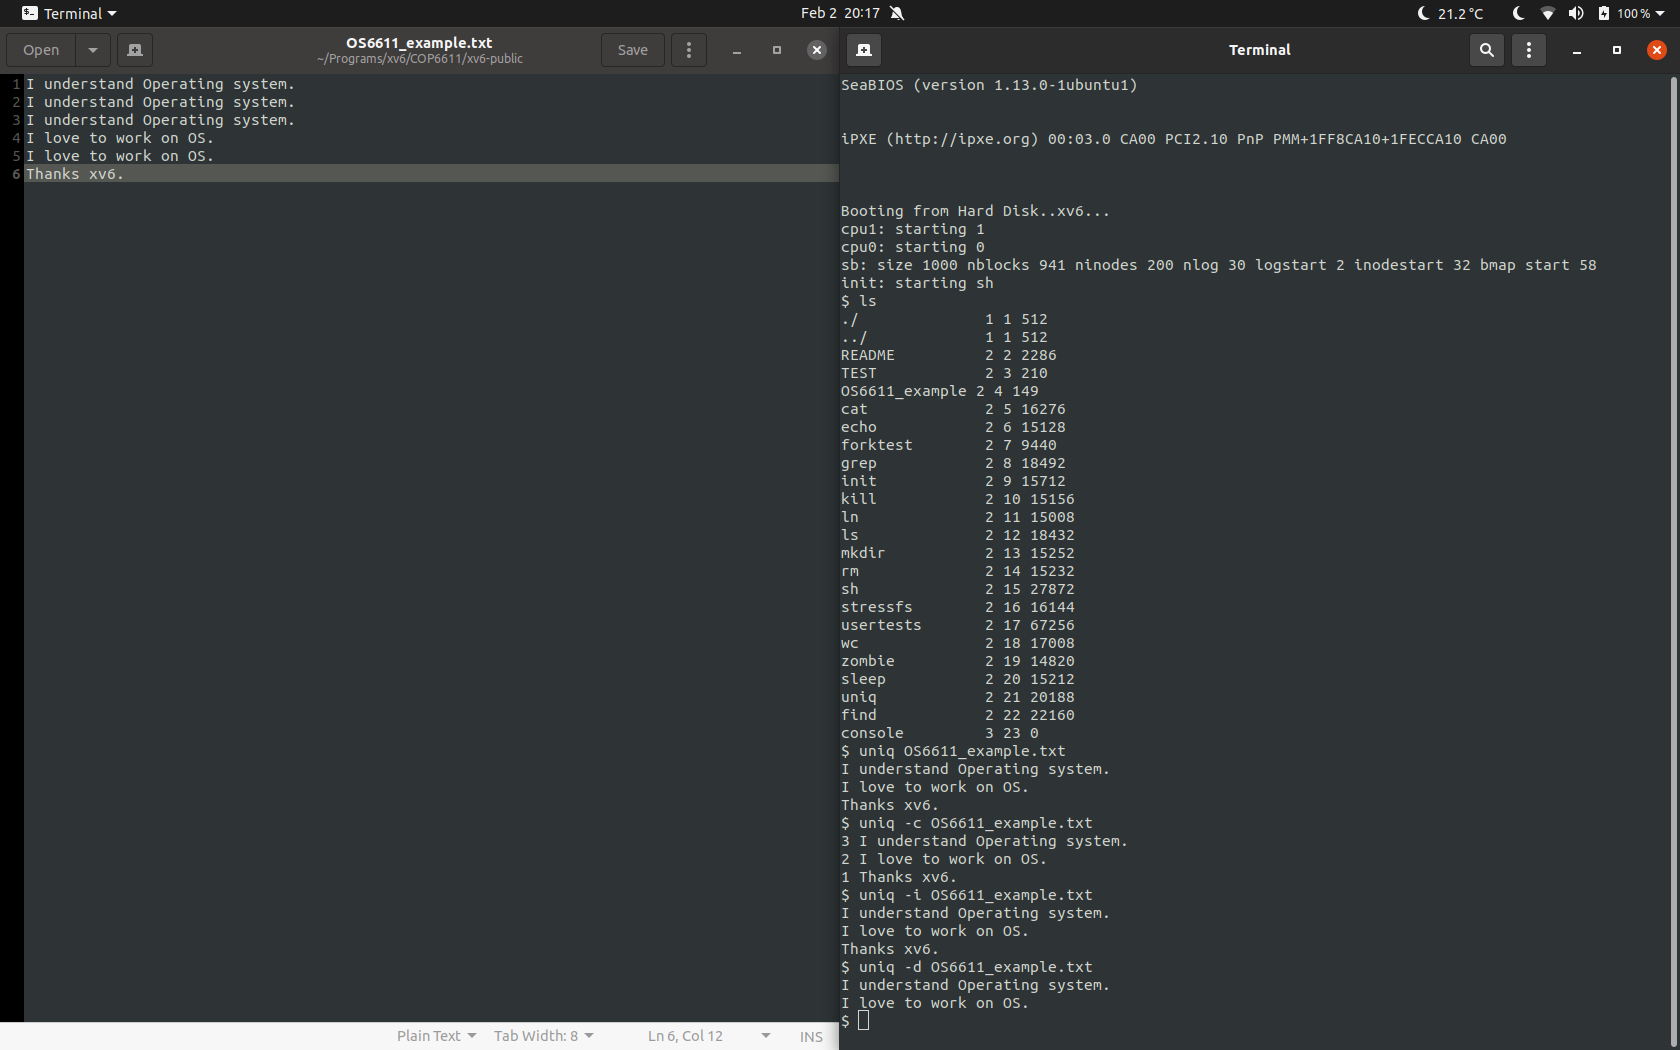 Terminal
Feb 2 20:17
21.2 °C
100 %
Open
OS6611_example.txt
~/Programs/xv6/COP6611/xv6-public
Save
1 I understand Operating system.
2 I understand Operating system.
3 I understand Operating system.
4 I love to work on OS.
5 I love to work on OS.
6 Thanks xv6.
Plain Text
Tab Width: 8
Ln 6, Col 12
INS
Terminal
SeaBIOS (version 1.13.0-1ubuntu1)
iPXE (http://ipxe.org) 00:03.0 CA00 PCI2.10 PnP PMM+1FF8CA10+1FECCA10 CA00
Booting from Hard Disk..xv6...
cpu1: starting 1
cpu0: starting 0
sb: size 1000 nblocks 941 ninodes 200 nlog 30 logstart 2 inodestart 32 bmap start 58
init: starting sh
$ ls
./              1 1 512
../             1 1 512
README          2 2 2286
TEST            2 3 210
OS6611_example 2 4 149
cat             2 5 16276
echo            2 6 15128
forktest        2 7 9440
grep            2 8 18492
init            2 9 15712
kill            2 10 15156
ln              2 11 15008
ls              2 12 18432
mkdir           2 13 15252
rm              2 14 15232
sh              2 15 27872
stressfs        2 16 16144
usertests       2 17 67256
wc              2 18 17008
zombie          2 19 14820
sleep           2 20 15212
uniq            2 21 20188
find            2 22 22160
console         3 23 0
$ uniq OS6611_example.txt
I understand Operating system.
I love to work on OS.
Thanks xv6.
$ uniq -c OS6611_example.txt
3 I understand Operating system.
2 I love to work on OS.
1 Thanks xv6.
$ uniq -i OS6611_example.txt
I understand Operating system.
I love to work on OS.
Thanks xv6.
$ uniq -d OS6611_example.txt
I understand Operating system.
I love to work on OS.
$